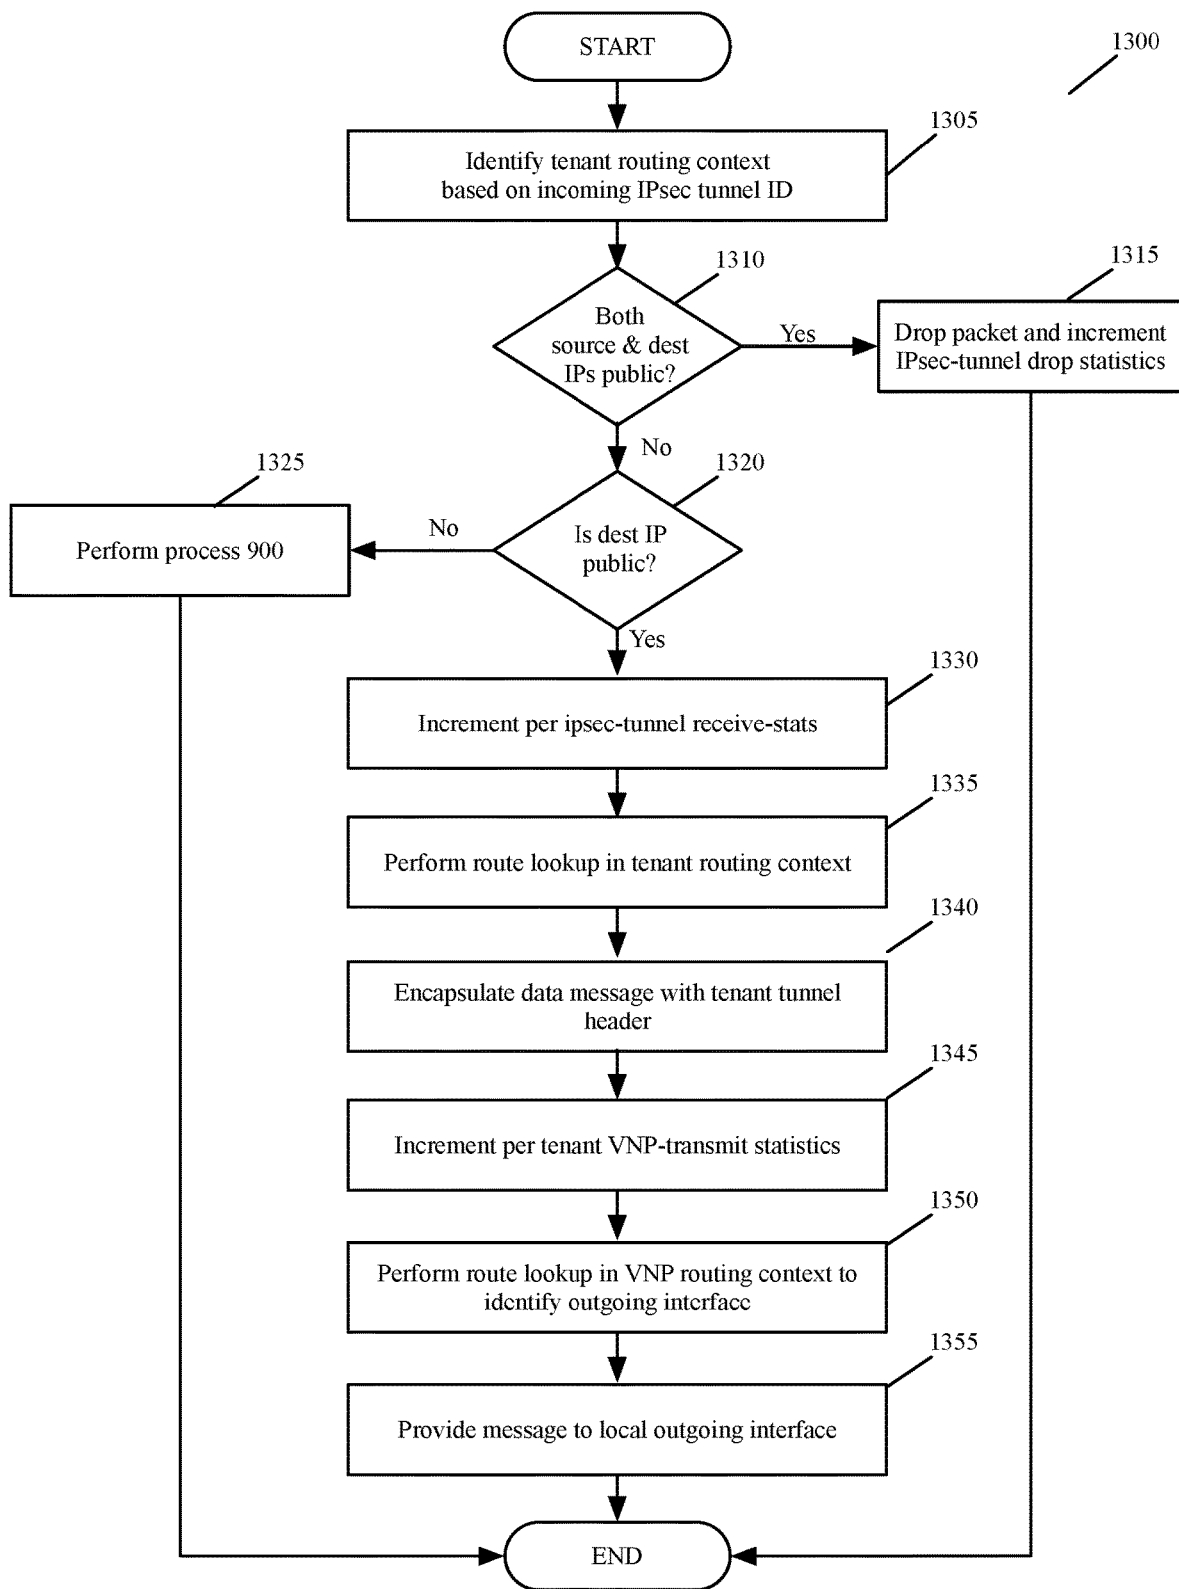 START
1300
1305
Identify tenant routing context
based on incoming IPsec tunnel ID
1310
1315
Both
source & dest
IPs public?
Yes
Drop packet and increment
IPsec-tunnel drop statistics
No
1325
1320
Perform process 900
No
Is dest IP
public?
Yes
1330
Increment per ipsec-tunnel receive-stats
1335
Perform route lookup in tenant routing context
1340
Encapsulate data message with tenant tunnel
header
1345
Increment per tenant VNP-transmit statistics
1350
Perform route lookup in VNP routing context to
identify outgoing interface
1355
Provide message to local outgoing interface
END